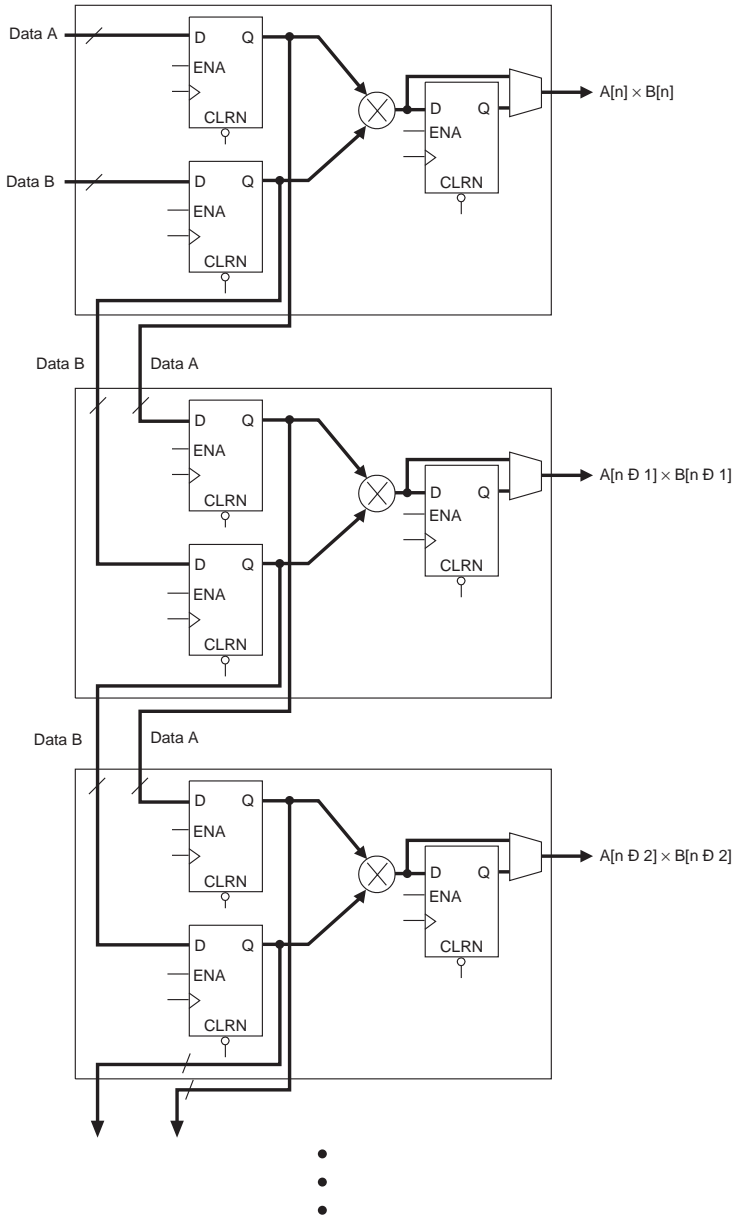 Data A
D Q
ENA
CLRN
D Q
ENA
CLRN
A[n] × B[n]
Data B
D Q
ENA
CLRN
Data B
Data A
D Q
ENA
CLRN
D Q
ENA
CLRN
A[n Ð 1] × B[n Ð 1]
D Q
ENA
CLRN
Data B
Data A
D Q
ENA
CLRN
D Q
ENA
CLRN
A[n Ð 2] × B[n Ð 2]
D Q
ENA
CLRN